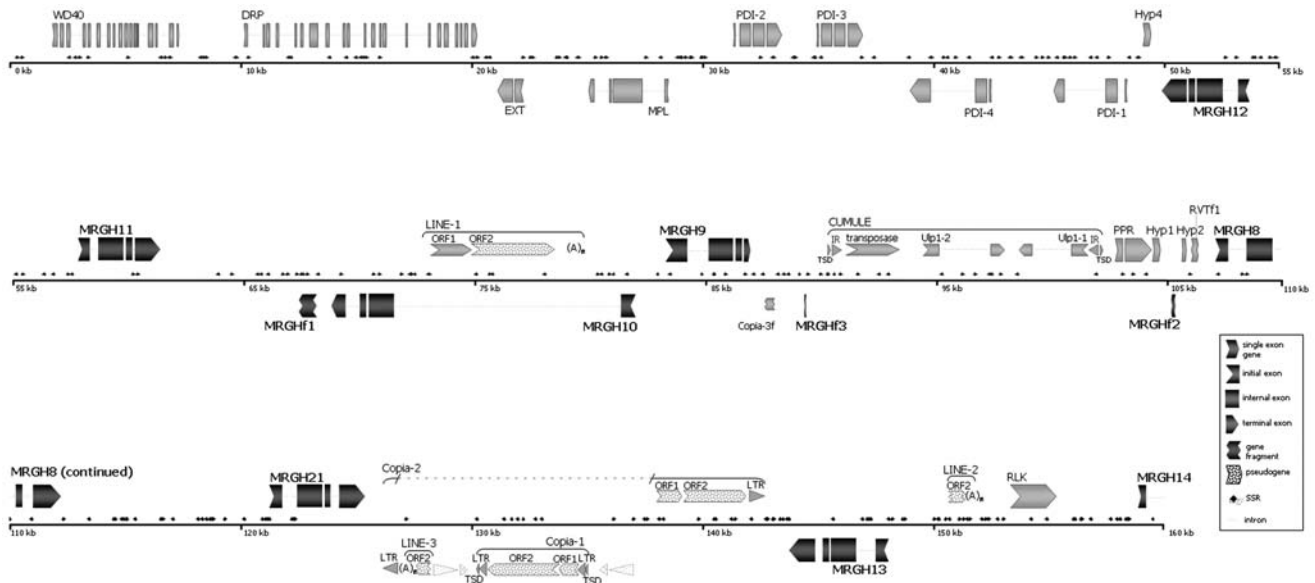 WD40 DRP PDI-2 PDI-3 Hyp4
0 kb 10 kb 20 kb 30 kb 40 kb 50 kb 55 kb
EXT MPL PDI-4 PDI-1 MRGH12
MRGH11 LINE-1 ORF1 ORF2 (A)n MRGH9 CUMULE TSD IR transposase Ulp1-2 Ulp1-1 IR TSD PPR Hyp1 Hyp2 RVTf1 MRGH8
55 kb 65 kb 75 kb 85 kb 95 kb 105 kb 110 kb
MRGHf1 MRGH10 Copia-3f MRGHf3 MRGHf2
single exon gene
initial exon
internal exon
terminal exon
gene fragment
pseudogene
SSR
intron
MRGH8 (continued) MRGH21 Copia-2 ORF1 ORF2 LTR LINE-2 ORF2 (A)n RLK MRGH14
110 kb 120 kb 130 kb 140 kb 150 kb 160 kb
LTR (A)n LINE-3 ORF2 Copia-1 TSD LTR ORF2 ORF1 LTR TSD MRGH13